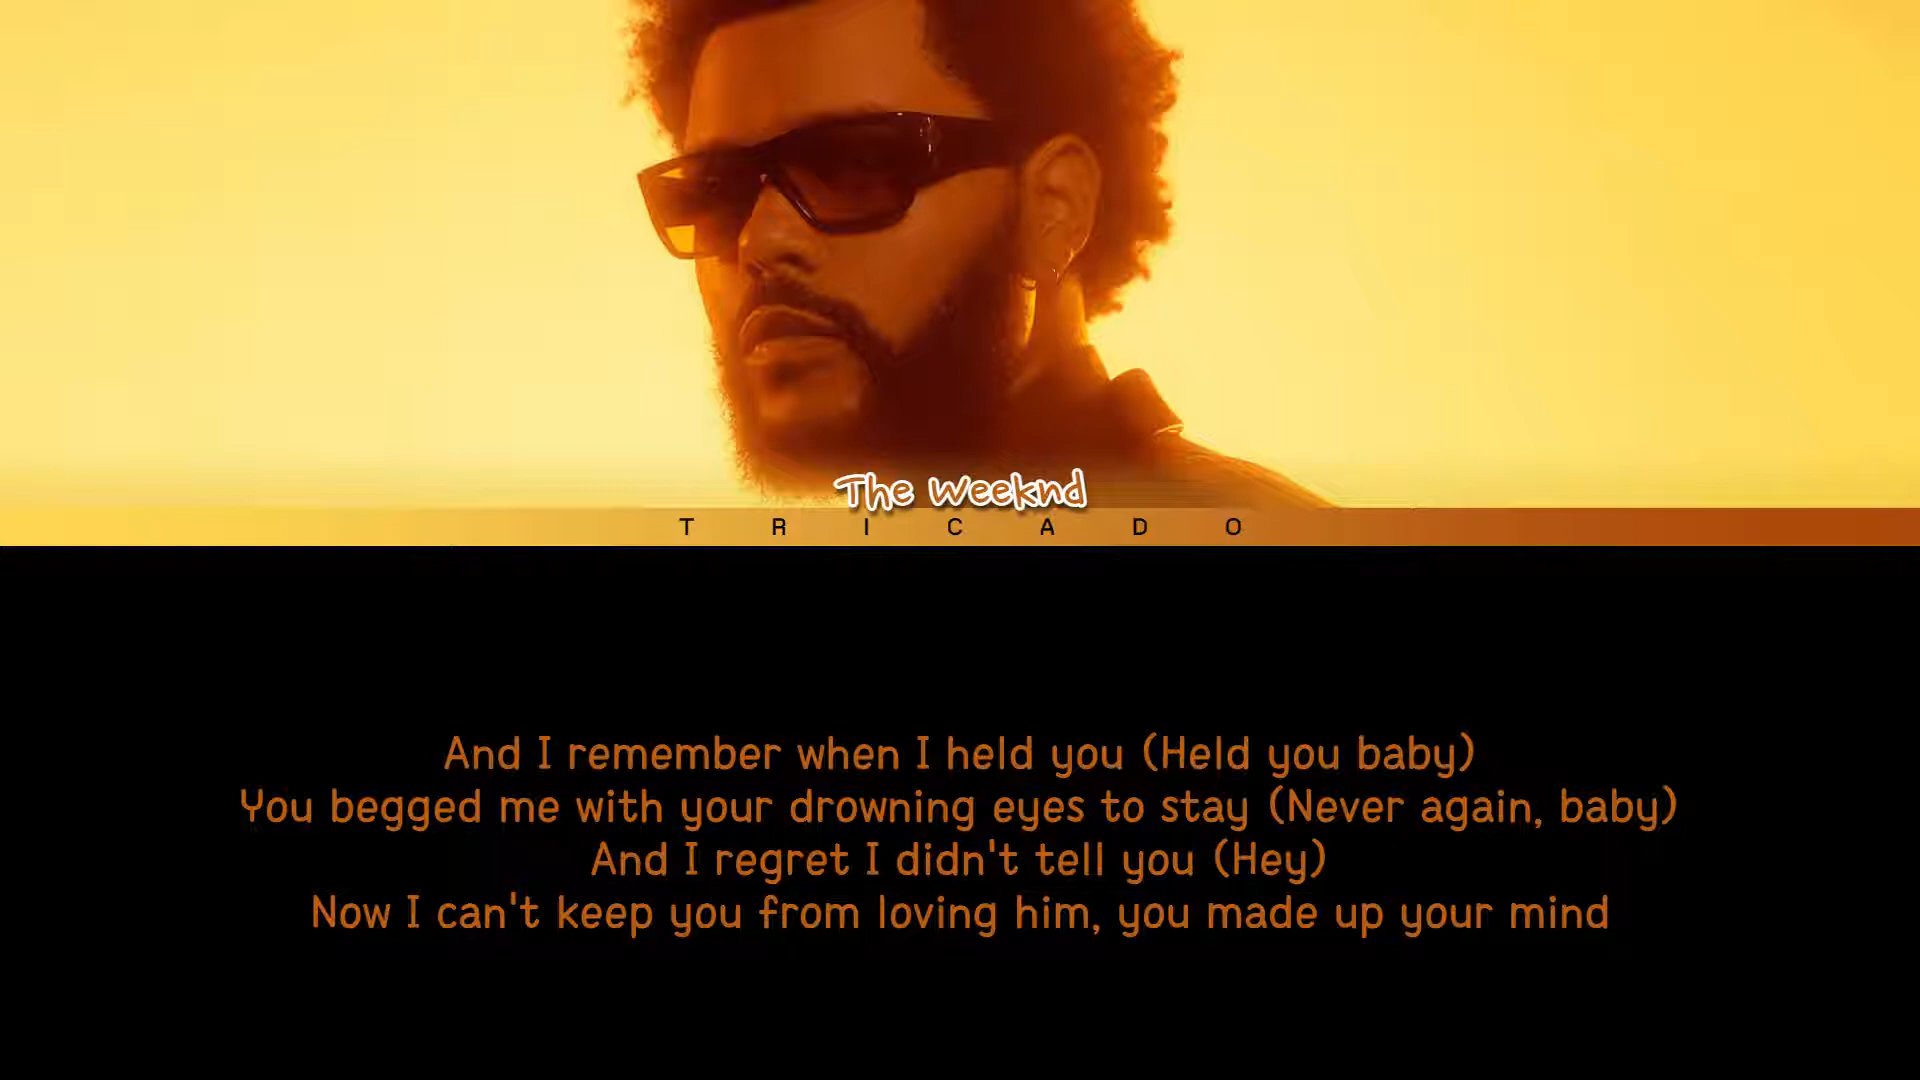 The Weeknd
TRICADO
And I remember when I held you (Held you baby)
You begged me with your drowning eyes to stay (Never again, baby)
And I regret I didn't tell you (Hey)
Now I can't keep you from loving him, you made up your mind